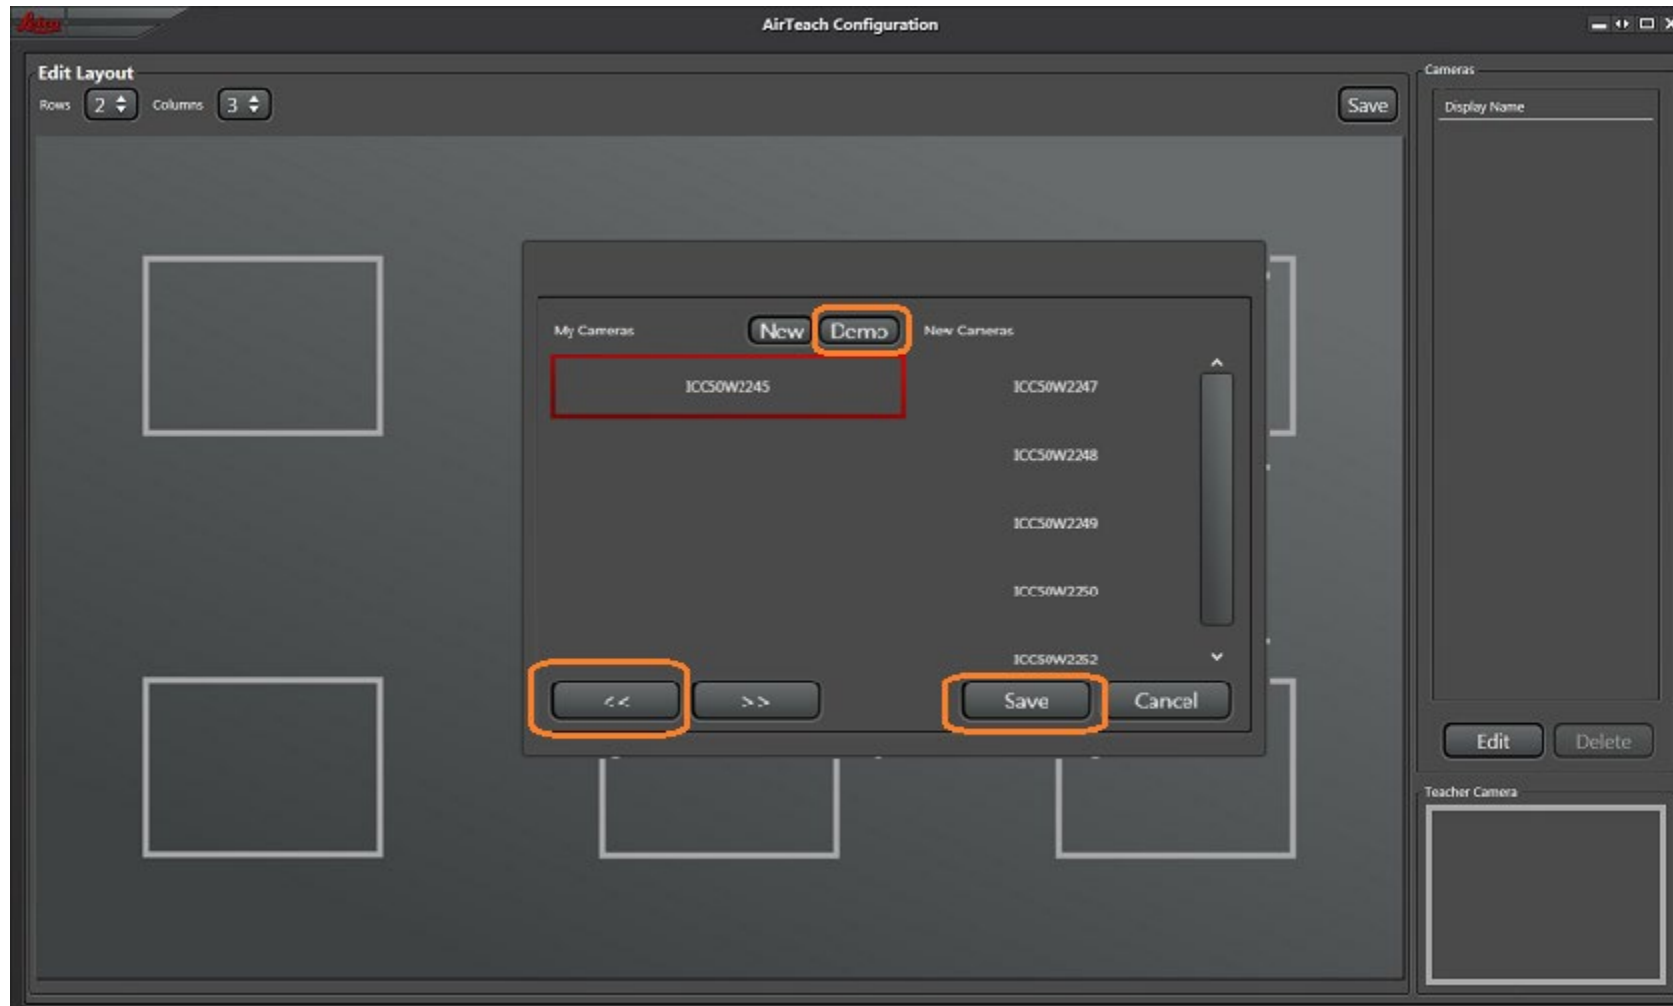 Leica
AirTeach Configuration
Edit Layout
Rows 2 Columns 3 Save
Cameras
Display Name
My Cameras New Demo New Cameras
ICC50W2245
ICC50W2247
ICC50W2248
ICC50W2249
ICC50W2250
ICC50W2252
<< >> Save Cancel
Edit Delete
Teacher Camera